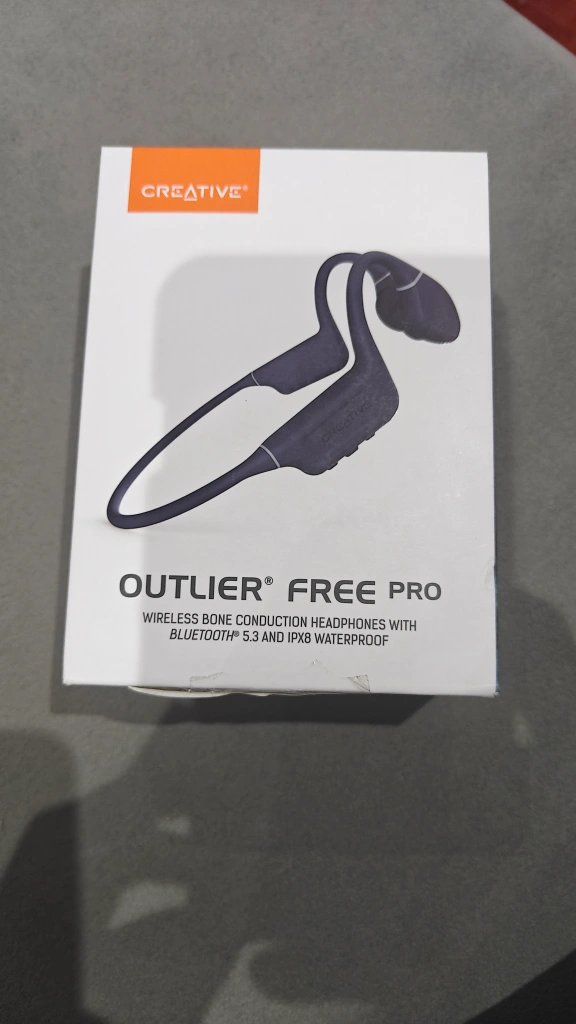 CREATIVE®
CREATIVE
OUTLIER® FREE PRO
WIRELESS BONE CONDUCTION HEADPHONES WITH
BLUETOOTH® 5.3 AND IPX8 WATERPROOF